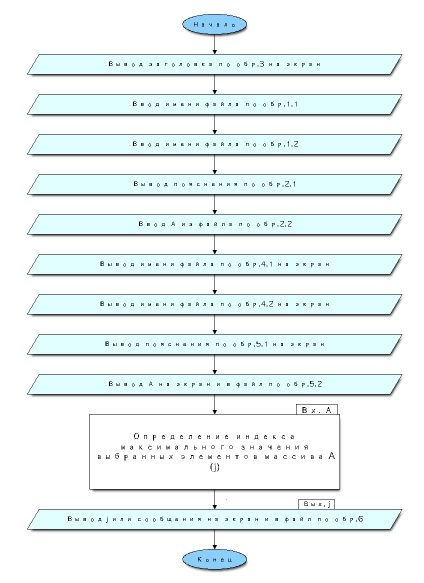 Начало
Вывод заголовка по обр.3 на экран
Ввод имени файла по обр.1.1
Ввод имени файла по обр.1.2
Вывод пояснения по обр.2.1
Ввод А из файла по обр.2.2
Вывод имени файла по обр.4.1 на экран
Вывод имени файла по обр.4.2 на экран
Вывод пояснения по обр.5.1 на экран
Вывод А на экран и в файл по обр.5.2
Вх. А
Определение индекса
максимального значения
выбранных элементов массива А
(j)
Вых.j
Вывод j или сообщения на экран и в файл по обр.6
Конец